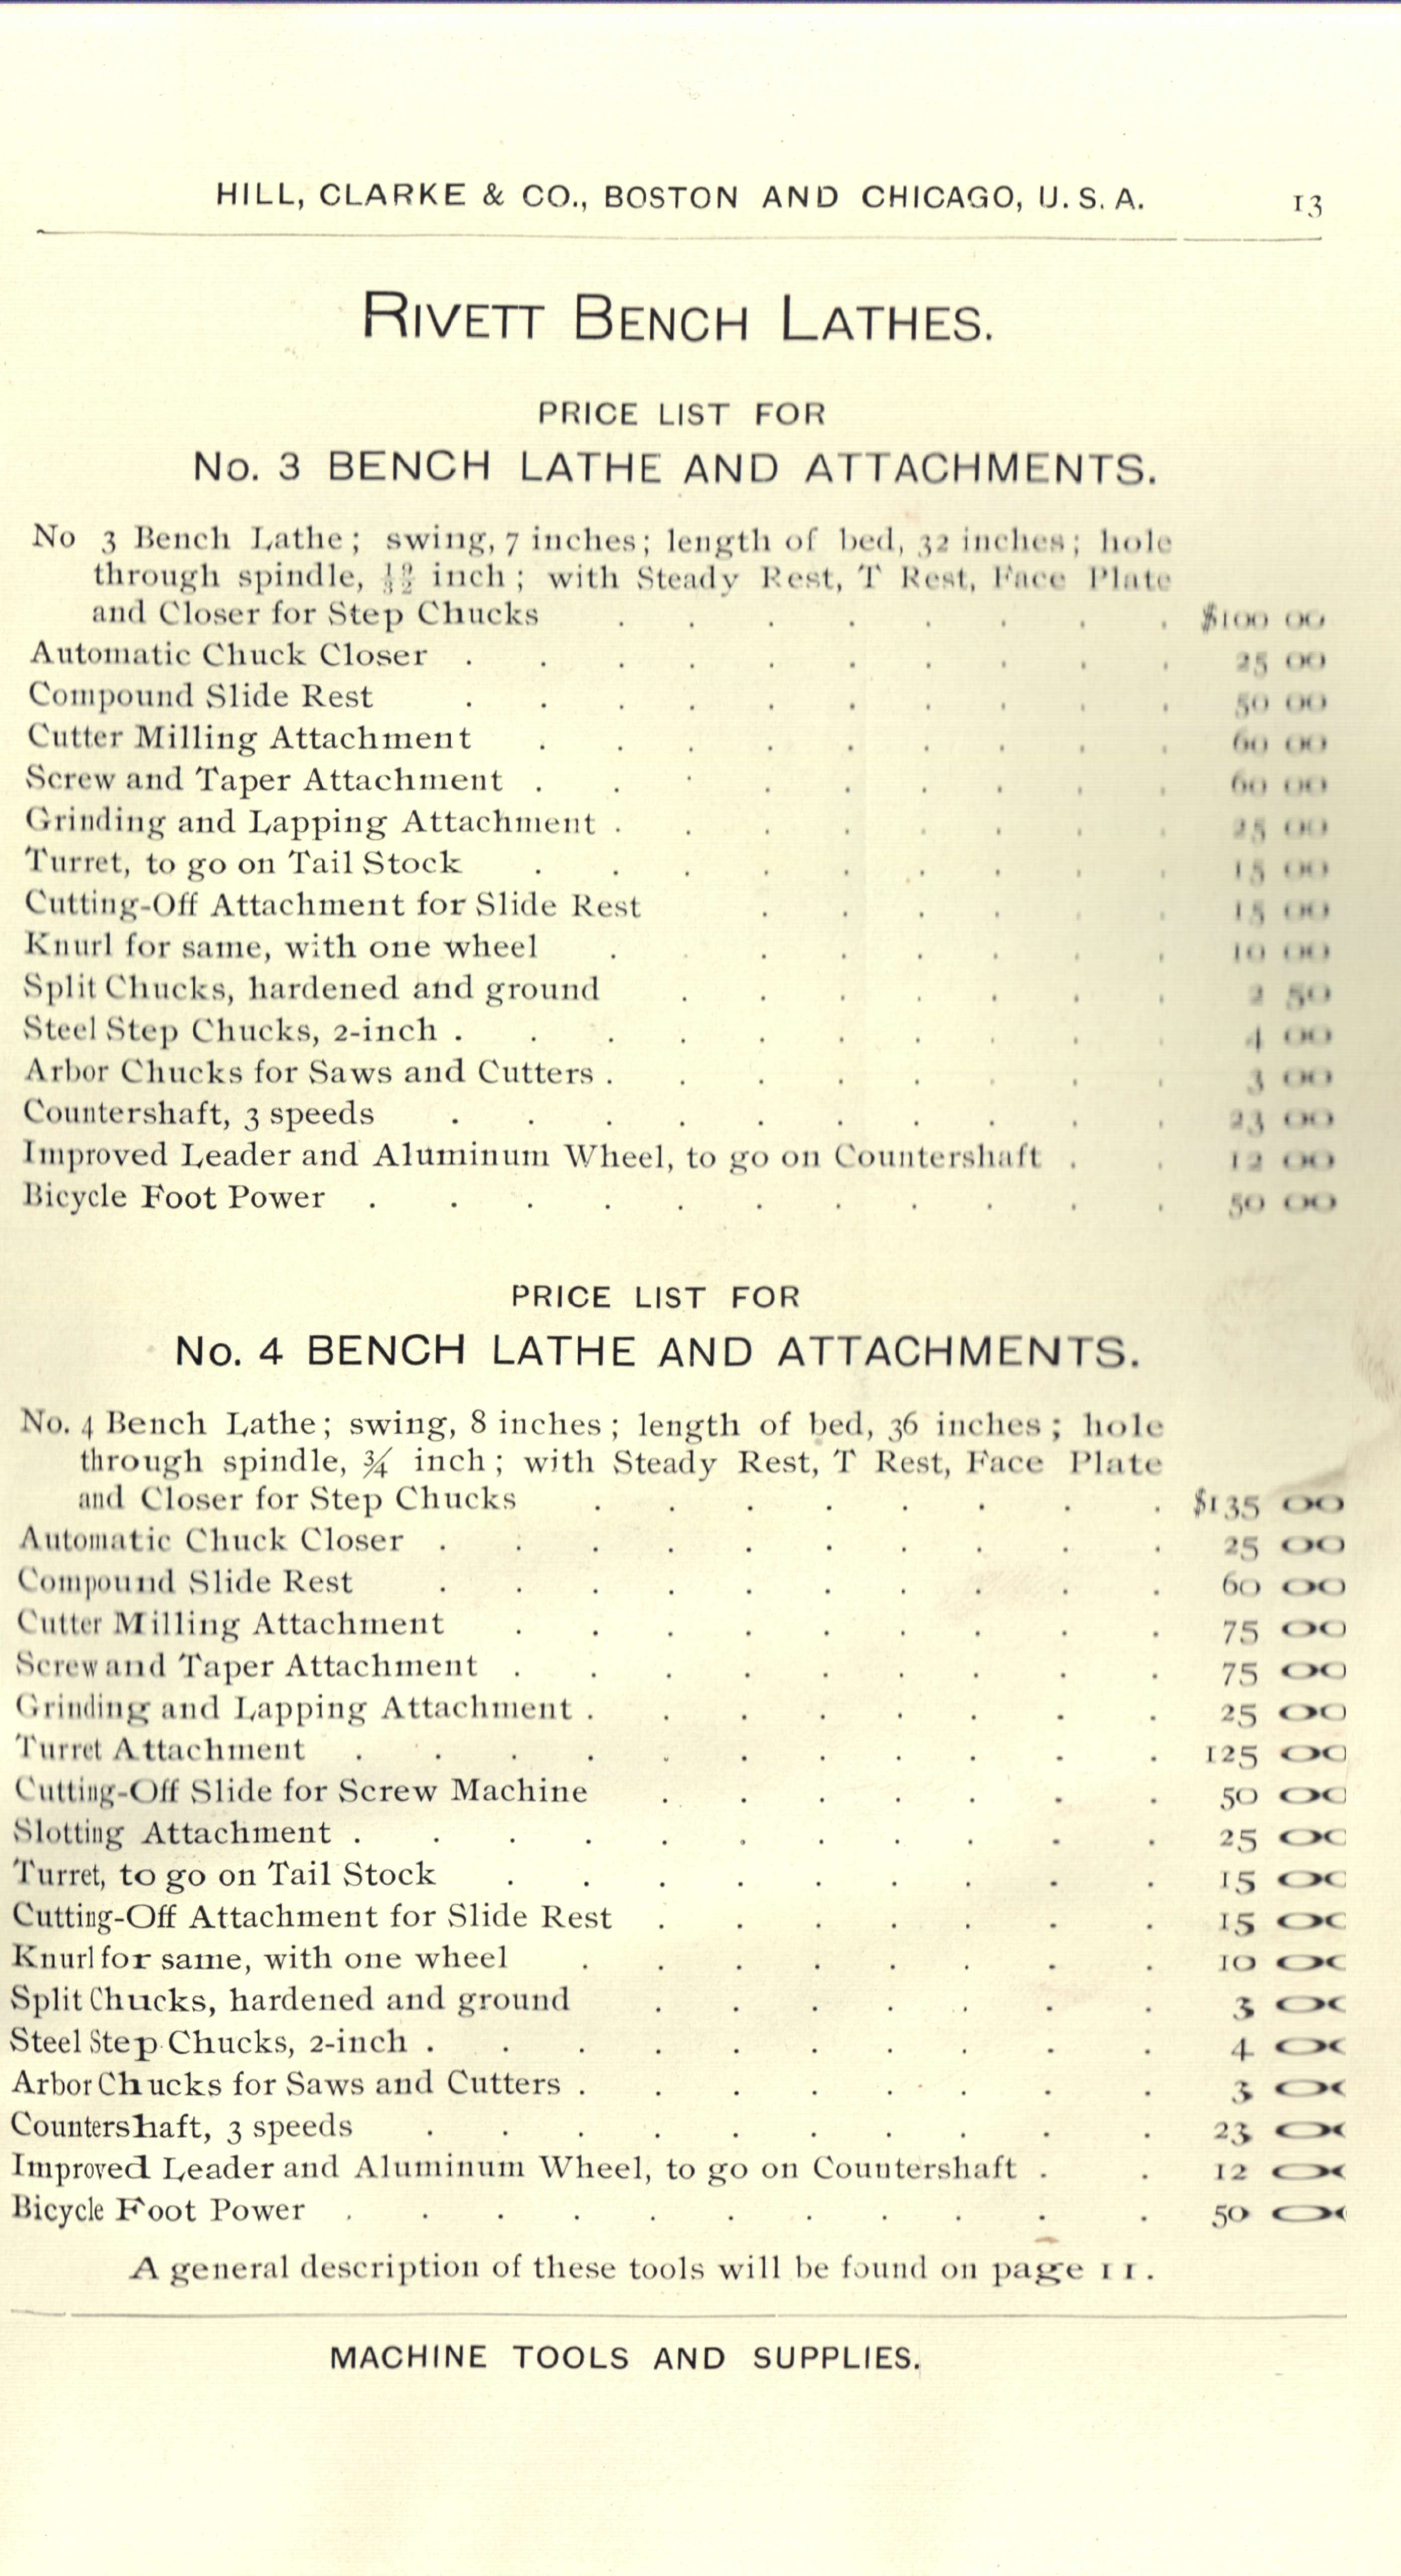 HILL, CLARKE & CO., BOSTON AND CHICAGO, U. S. A. 13
RIVETT BENCH LATHES.
PRICE LIST FOR
No. 3 BENCH LATHE AND ATTACHMENTS.
No 3 Bench Lathe; swing, 7 inches; length of bed, 32 inches; hole
through spindle, inch; with Steady Rest, T Rest, Face Plate
and Closer for Step Chucks . . . . . . . . $100 00
Automatic Chuck Closer . . . . . . . . . . 25 00
Compound Slide Rest . . . . . . . . . . 50 00
Cutter Milling Attachment . . . . . . . . . 60 00
Screw and Taper Attachment . . . . . . . . . 60 00
Grinding and Lapping Attachment . . . . . . . . 25 00
Turret, to go on Tail Stock . . . . . . . . . 15 00
Cutting-Off Attachment for Slide Rest . . . . . . 15 00
Knurl for same, with one wheel . . . . . . . . 10 00
Split Chucks, hardened and ground . . . . . . . 2 50
Steel Step Chucks, 2-inch . . . . . . . . . . 4 00
Arbor Chucks for Saws and Cutters . . . . . . . . 3 00
Countershaft, 3 speeds . . . . . . . . . . 23 00
Improved Leader and Aluminum Wheel, to go on Countershaft . . 12 00
Bicycle Foot Power . . . . . . . . . . . 50 00
PRICE LIST FOR
No. 4 BENCH LATHE AND ATTACHMENTS.
No. 4 Bench Lathe; swing, 8 inches; length of bed, 36 inches; hole
through spindle, ¾ inch; with Steady Rest, T Rest, Face Plate
and Closer for Step Chucks . . . . . . . . $135 00
Automatic Chuck Closer . . . . . . . . . . 25 00
Compound Slide Rest . . . . . . . . . . 60 00
Cutter Milling Attachment . . . . . . . . . 75 00
Screw and Taper Attachment . . . . . . . . . 75 00
Grinding and Lapping Attachment . . . . . . . . 25 00
Turret Attachment . . . . . . . . . . . 125 00
Cutting-Off Slide for Screw Machine . . . . . . . 50 00
Slotting Attachment . . . . . . . . . . . 25 00
Turret, to go on Tail Stock . . . . . . . . . 15 00
Cutting-Off Attachment for Slide Rest . . . . . . . 15 00
Knurl for same, with one wheel . . . . . . . . 10 00
Split Chucks, hardened and ground . . . . . . . 3 00
Steel Step Chucks, 2-inch . . . . . . . . . . 4 00
Arbor Chucks for Saws and Cutters . . . . . . . . 3 00
Countershaft, 3 speeds . . . . . . . . . . 23 00
Improved Leader and Aluminum Wheel, to go on Countershaft . . 12 00
Bicycle Foot Power . . . . . . . . . . . 50 00
A general description of these tools will be found on page 11.
MACHINE TOOLS AND SUPPLIES.